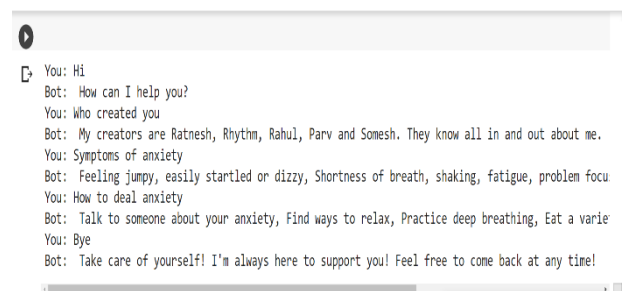 You: Hi
Bot: How can I help you?
You: Who created you
Bot: My creators are Ratnesh, Rhythm, Rahul, Parv and Somesh. They know all in and out about me.
You: Symptoms of anxiety
Bot: Feeling jumpy, easily startled or dizzy, Shortness of breath, shaking, fatigue, problem focu
You: How to deal anxiety
Bot: Talk to someone about your anxiety, Find ways to relax, Practice deep breathing, Eat a varie
You: Bye
Bot: Take care of yourself! I'm always here to support you! Feel free to come back at any time!